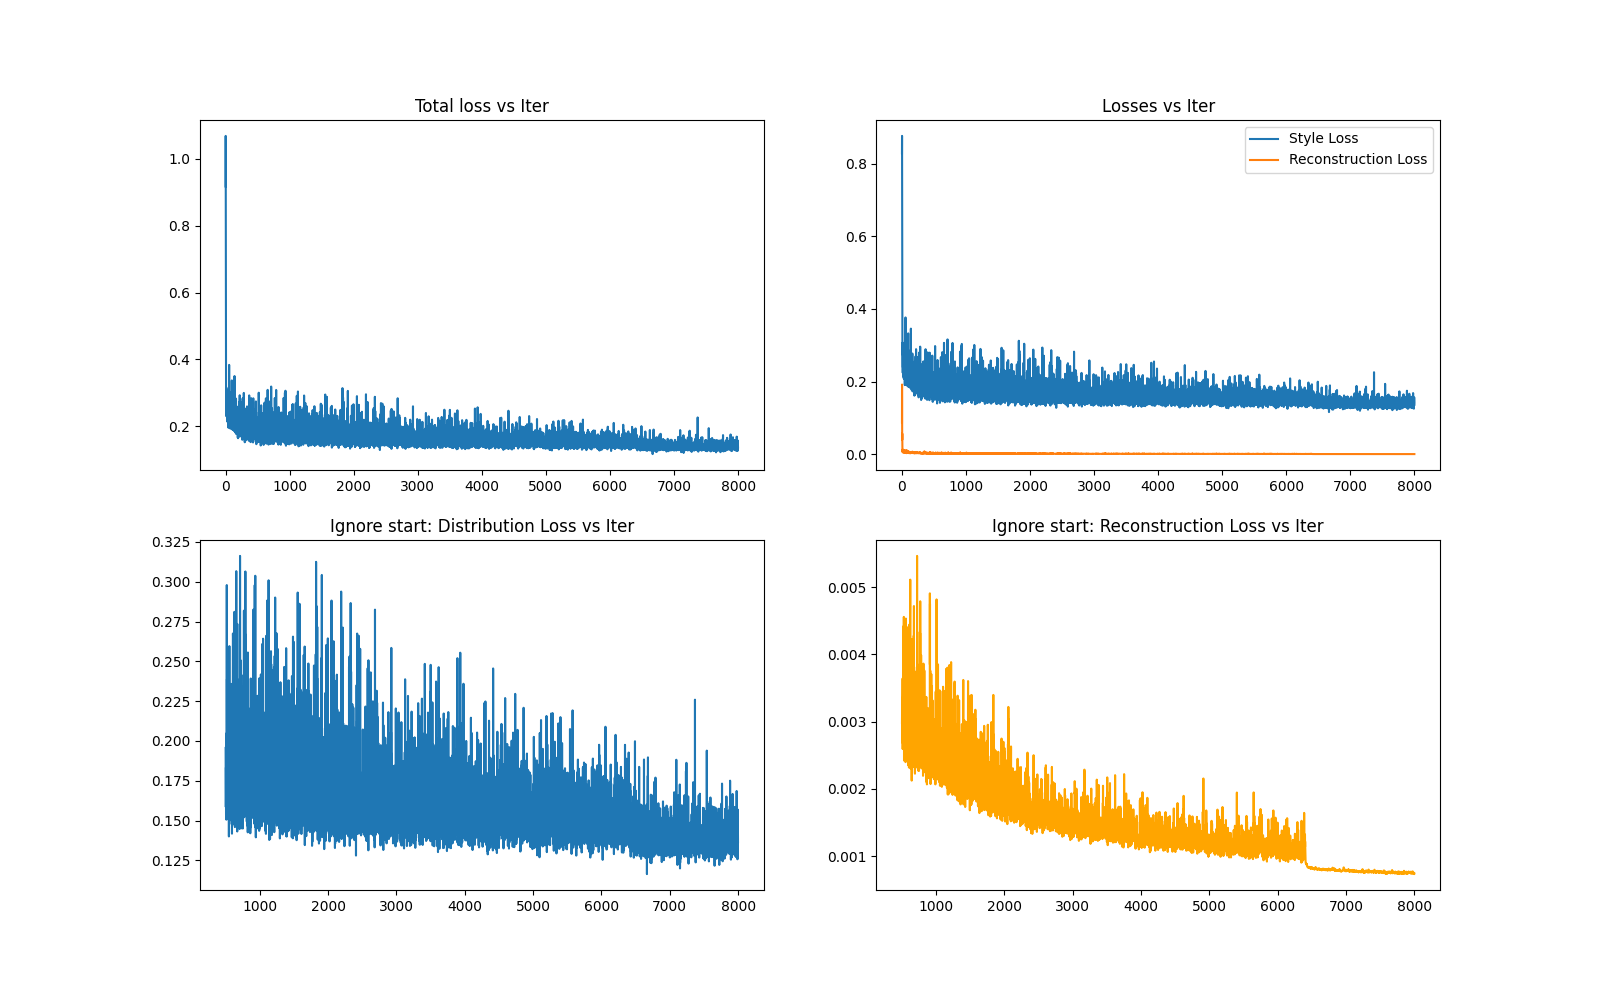 Total loss vs Iter
1.0
0.8
0.6
0.4
0.2
0 1000 2000 3000 4000 5000 6000 7000 8000
Losses vs Iter
Style Loss
Reconstruction Loss
0.8
0.6
0.4
0.2
0.0
0 1000 2000 3000 4000 5000 6000 7000 8000
Ignore start: Distribution Loss vs Iter
0.325
0.300
0.275
0.250
0.225
0.200
0.175
0.150
0.125
1000 2000 3000 4000 5000 6000 7000 8000
Ignore start: Reconstruction Loss vs Iter
0.005
0.004
0.003
0.002
0.001
1000 2000 3000 4000 5000 6000 7000 8000